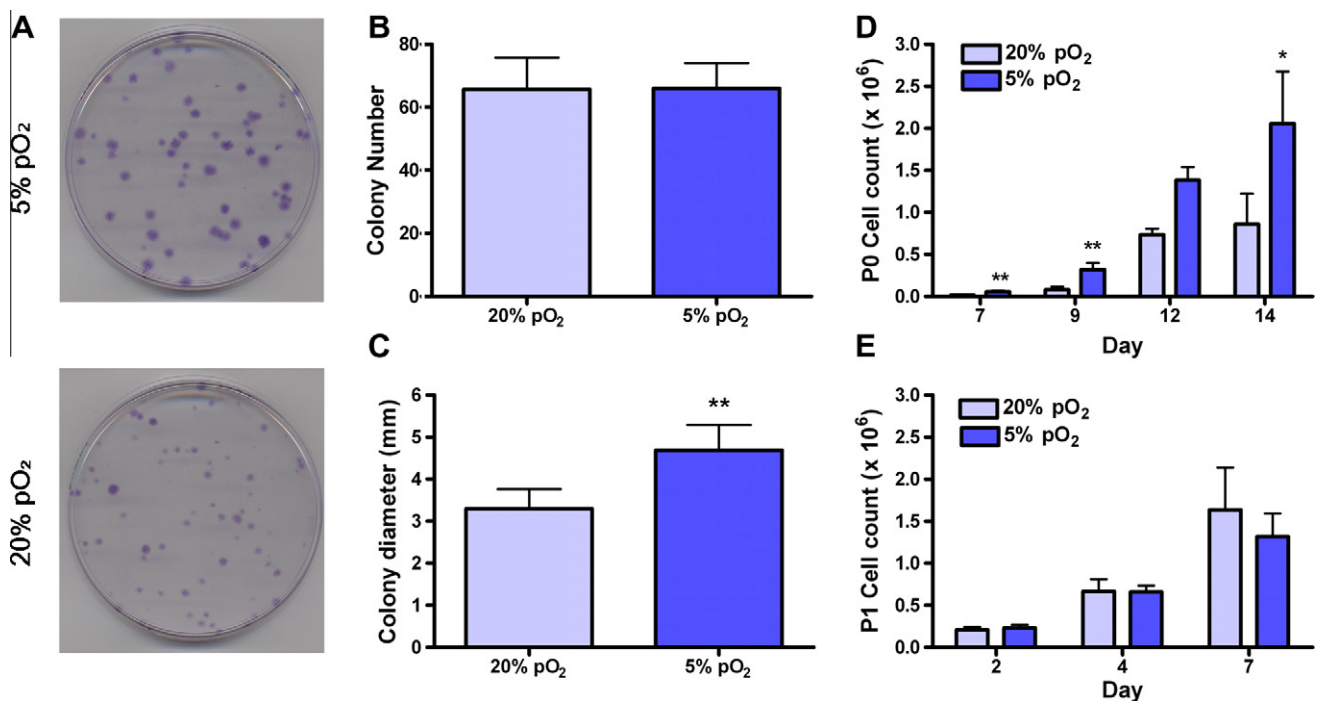 A
5% pO₂
20% pO₂
B
Colony Number
80
60
40
20
0
20% pO₂
5% pO₂
C
Colony diameter (mm)
**
6
5
4
3
2
1
0
20% pO₂
5% pO₂
D
P0 Cell count (x 10⁶)
20% pO₂
5% pO₂
3.0
2.5
2.0
1.5
1.0
0.5
0.0
**
**
*
7 9 12 14
Day
E
P1 Cell count (x 10⁶)
20% pO₂
5% pO₂
3.0
2.5
2.0
1.5
1.0
0.5
0.0
2 4 7
Day